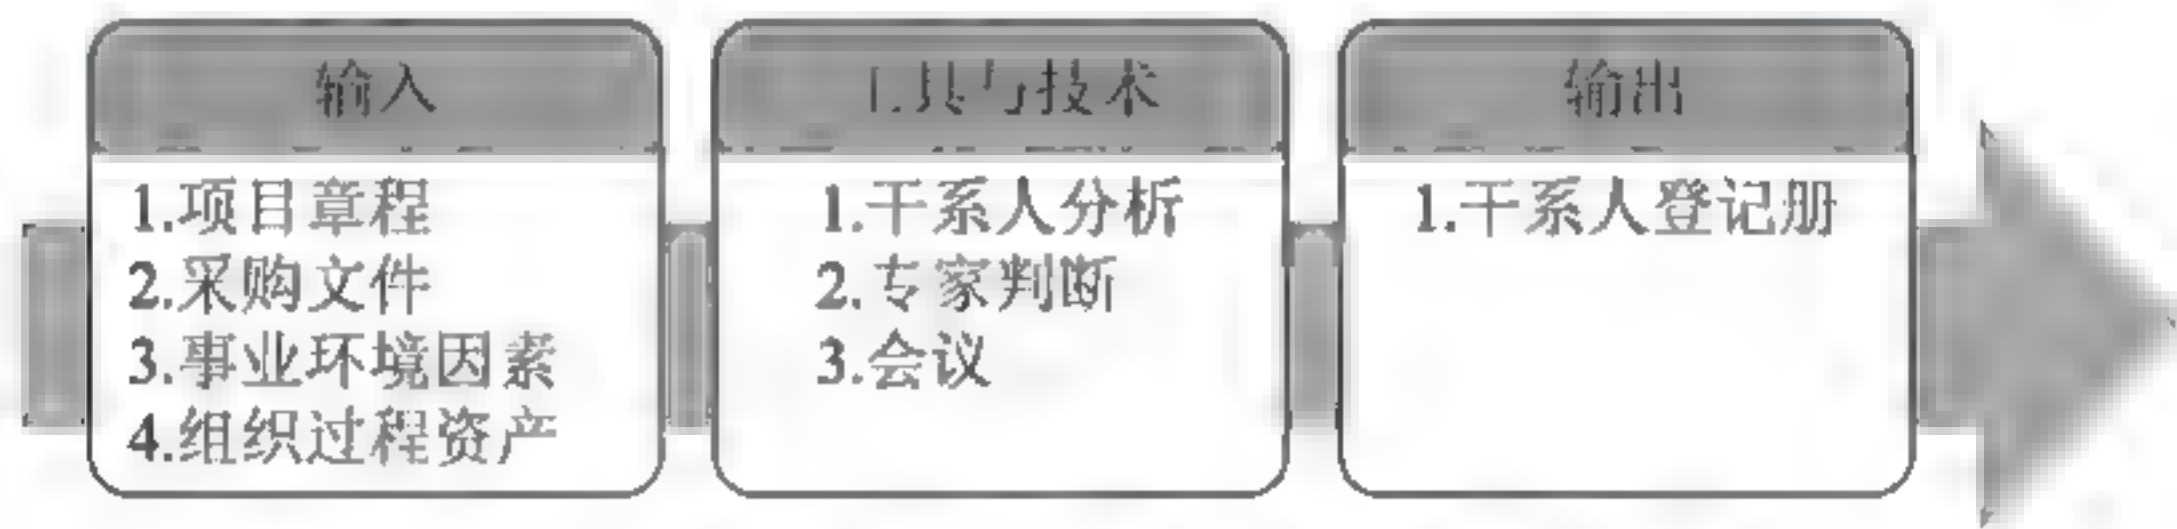 输入
1.项目章程
2.采购文件
3.事业环境因素
4.组织过程资产
工具与技术
1.干系人分析
2.专家判断
3.会议
输出
1.干系人登记册